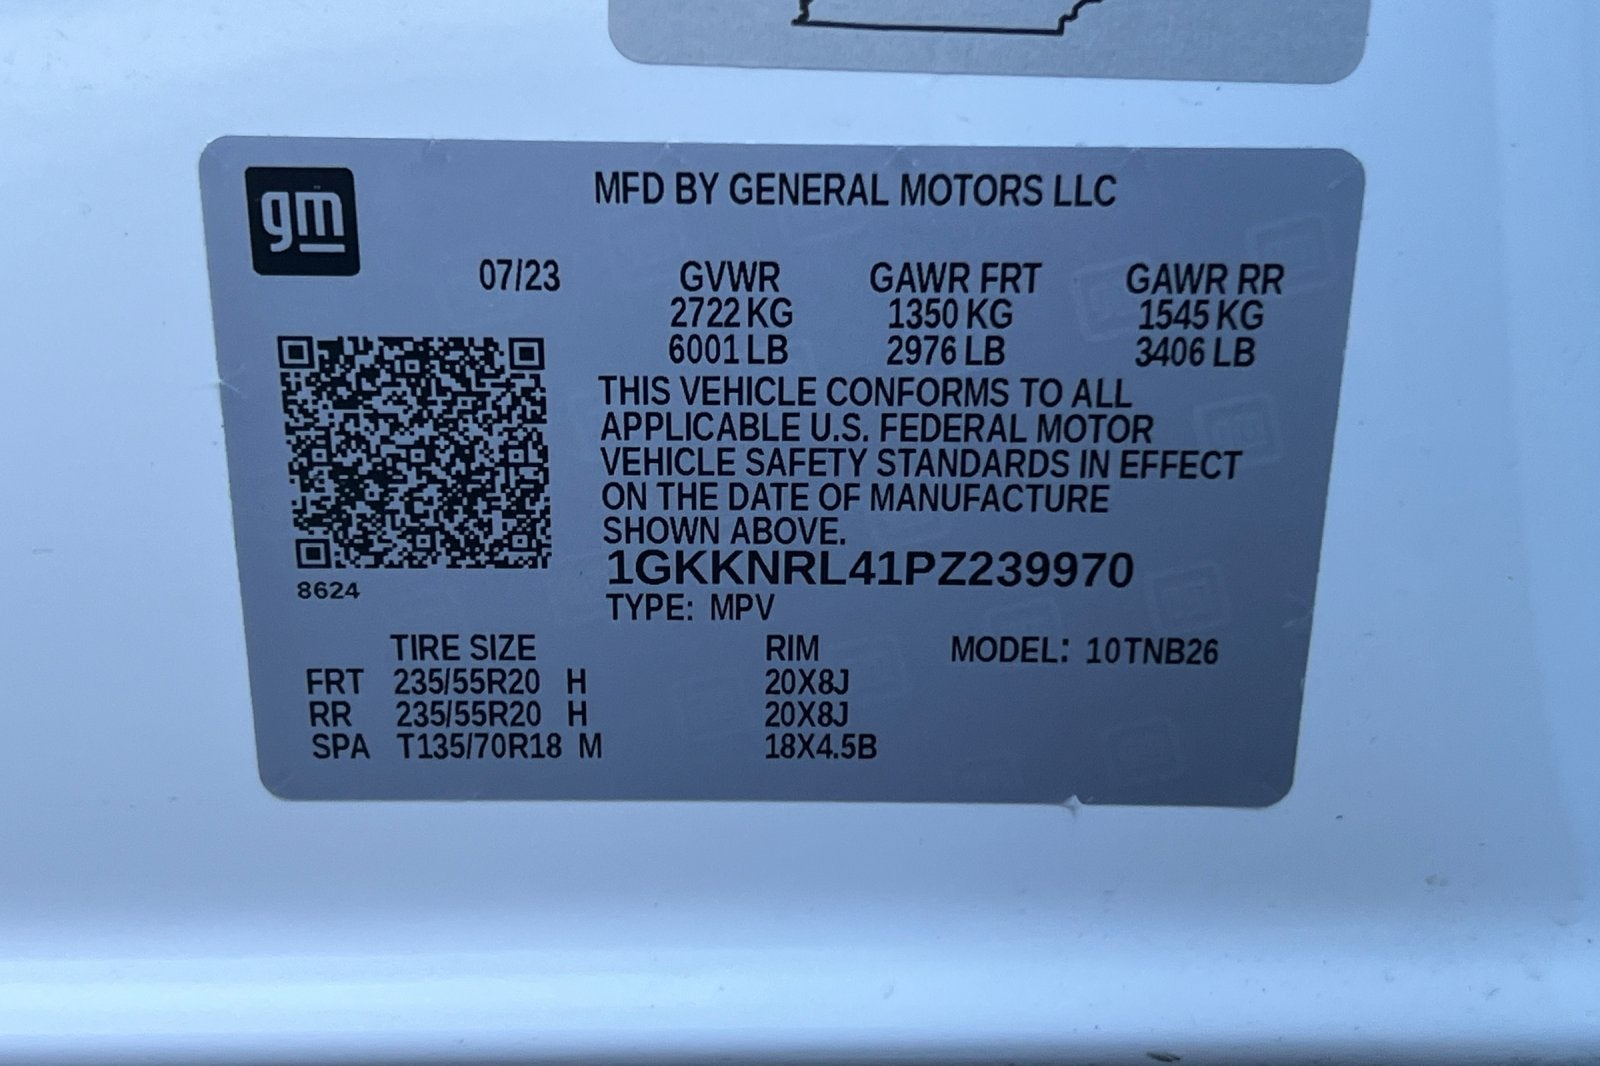 gm
MFD BY GENERAL MOTORS LLC
07/23 GVWR GAWR FRT GAWR RR
2722 KG 1350 KG 1545 KG
6001 LB 2976 LB 3406 LB
THIS VEHICLE CONFORMS TO ALL
APPLICABLE U.S. FEDERAL MOTOR
VEHICLE SAFETY STANDARDS IN EFFECT
ON THE DATE OF MANUFACTURE
SHOWN ABOVE.
1GKKNRL41PZ239970
8624
TYPE: MPV
TIRE SIZE RIM MODEL: 10TNB26
FRT 235/55R20 H 20X8J
RR 235/55R20 H 20X8J
SPA T135/70R18 M 18X4.5B